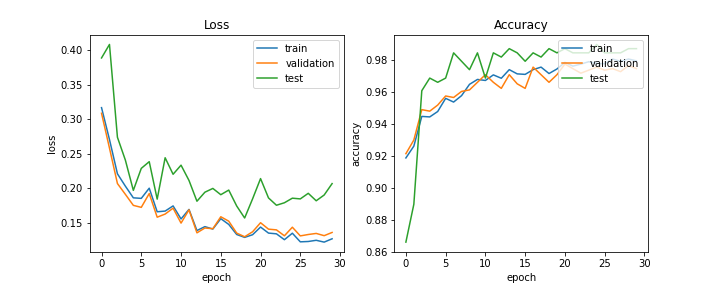 Loss
train
validation
test
0.40
0.35
0.30
0.25
0.20
0.15
loss
0 5 10 15 20 25 30
epoch
Accuracy
train
validation
test
0.98
0.96
0.94
0.92
0.90
0.88
0.86
accuracy
0 5 10 15 20 25 30
epoch